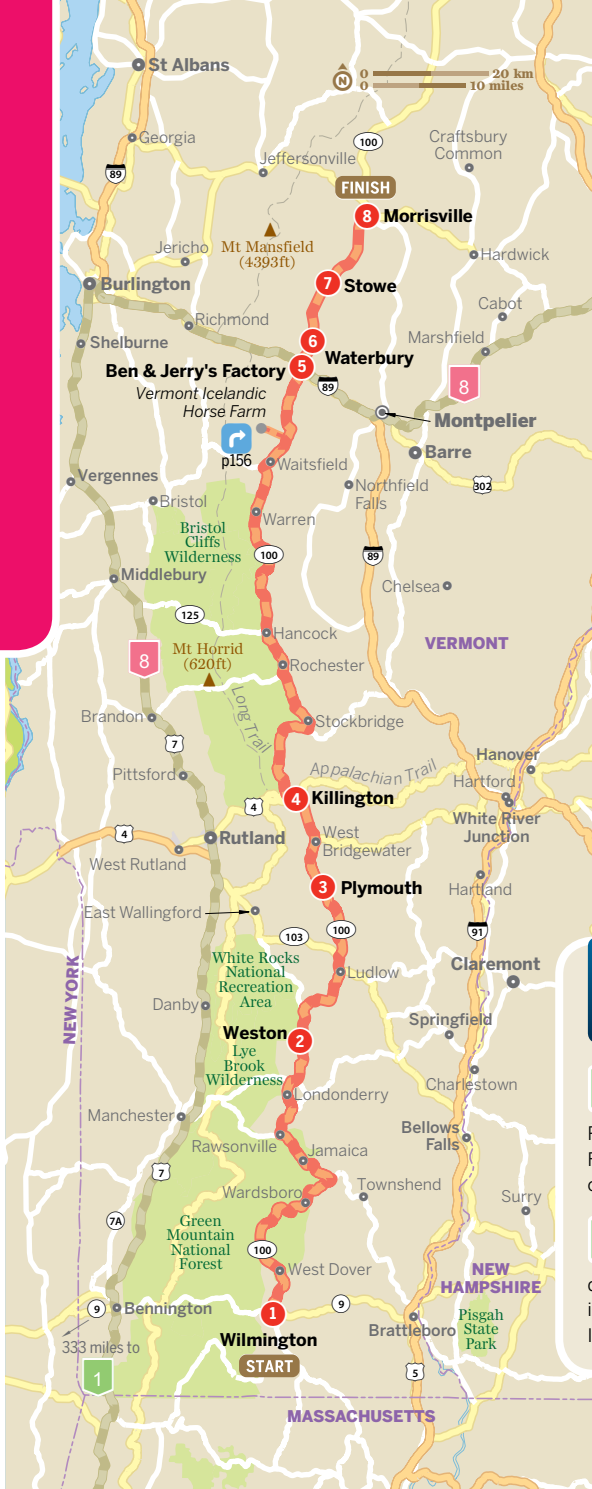 St Albans
N
0
20 km
0
10 miles
Georgia
100
Craftsbury
Common
89
Jeffersonville
FINISH
8
Morrisville
Mt Mansfield
(4393ft)
Jericho
Hardwick
Burlington
7
Stowe
Cabot
Richmond
Marshfield
Shelburne
6
Waterbury
Ben & Jerry's Factory
5
89
8
Vermont Icelandic
Horse Farm
Montpelier
p156
Waitsfield
Barre
Vergennes
302
Northfield
Falls
Bristol
Warren
Bristol
Cliffs
Wilderness
100
89
Middlebury
Chelsea
125
Hancock
VERMONT
8
Mt Horrid
(620ft)
Rochester
Long Trail
Brandon
Stockbridge
7
Hanover
Pittsford
Appalachian Trail
Hartford
4
Killington
4
White River
Junction
4
Rutland
West
Bridgewater
West Rutland
3
Plymouth
Hartland
East Wallingford
103
100
91
White Rocks
National
Recreation
Area
Ludlow
Claremont
NEW YORK
Danby
Springfield
Weston
2
Lye
Brook
Wilderness
Charlestown
Londonderry
Manchester
Bellows
Falls
Rawsonville
Jamaica
7
Wardsboro
Townshend
Surry
7A
Green
Mountain
National
Forest
100
West Dover
NEW
HAMPSHIRE
9
Bennington
1
9
Brattleboro
Pisgah
State
Park
Wilmington
333 miles to
START
1
5
MASSACHUSETTS